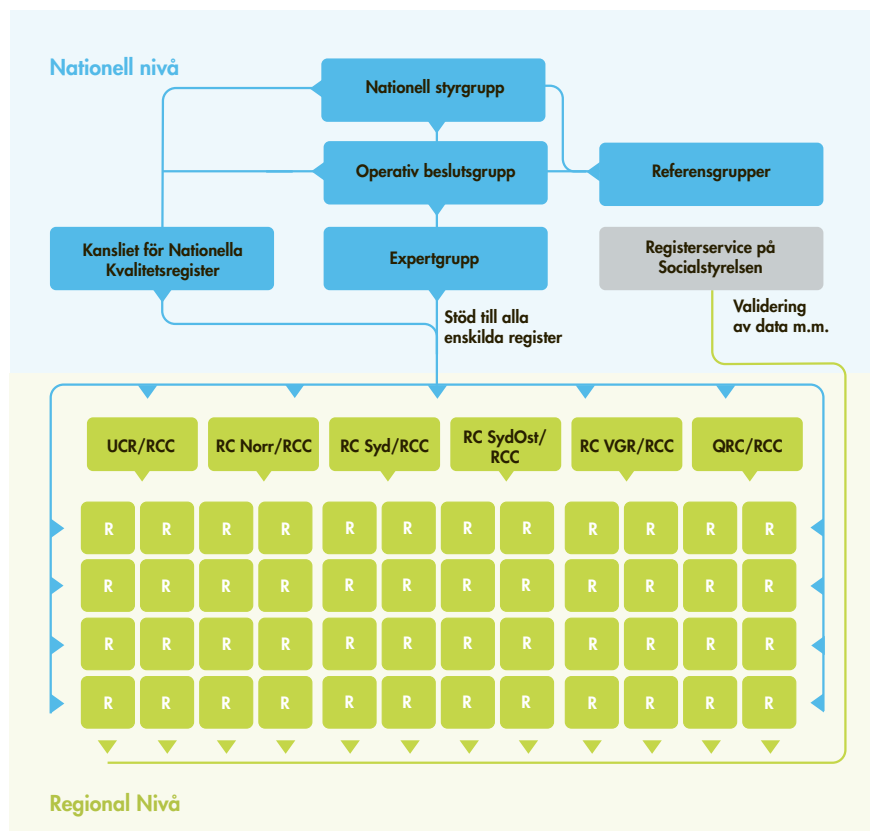 Nationell nivå
Nationell styrgrupp
Operativ beslutsgrupp
Referensgrupper
Kansliet för Nationella
Kvalitetsregister
Expertgrupp
Registerservice på
Socialstyrelsen
Stöd till alla
enskilda register
Validering
av data m.m.
UCR/RCC
RC Norr/RCC
RC Syd/RCC
RC SydOst/
RCC
RC VGR/RCC
QRC/RCC
R R R R R R R R R R R R
R R R R R R R R R R R R
R R R R R R R R R R R R
R R R R R R R R R R R R
Regional Nivå